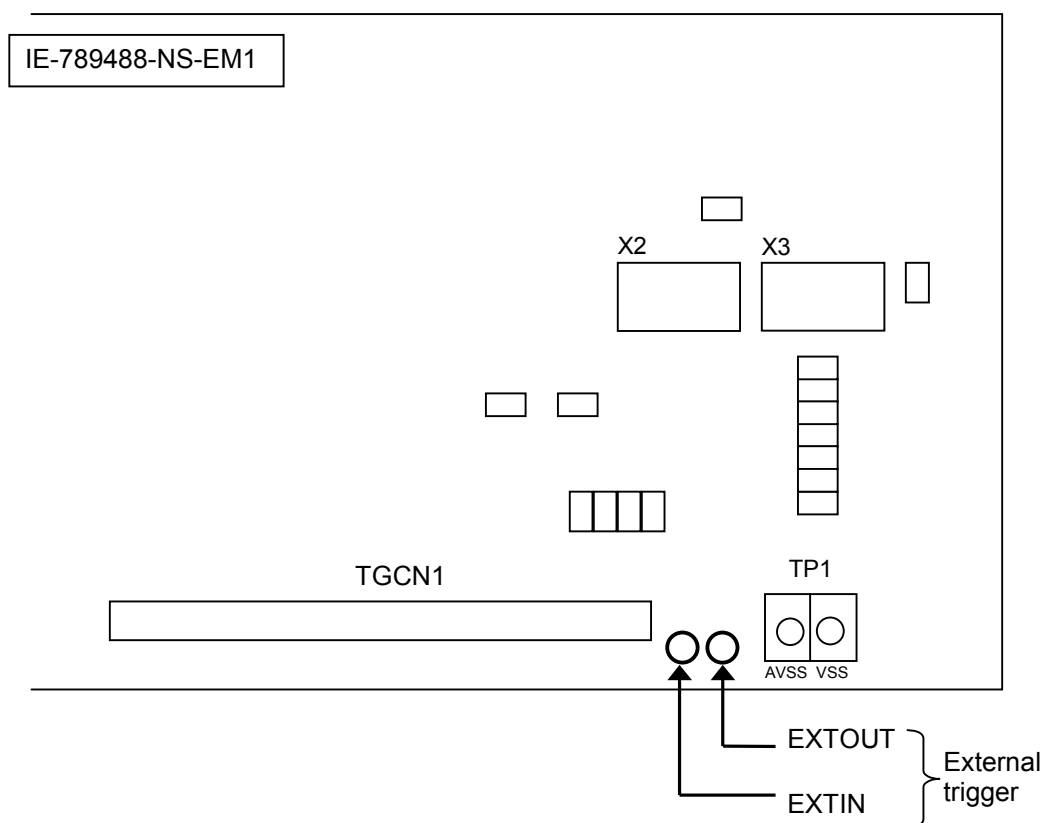 IE-789488-NS-EM1
X2
X3
TGCN1
TP1
AVSS VSS
EXTOUT
EXTIN
External
trigger